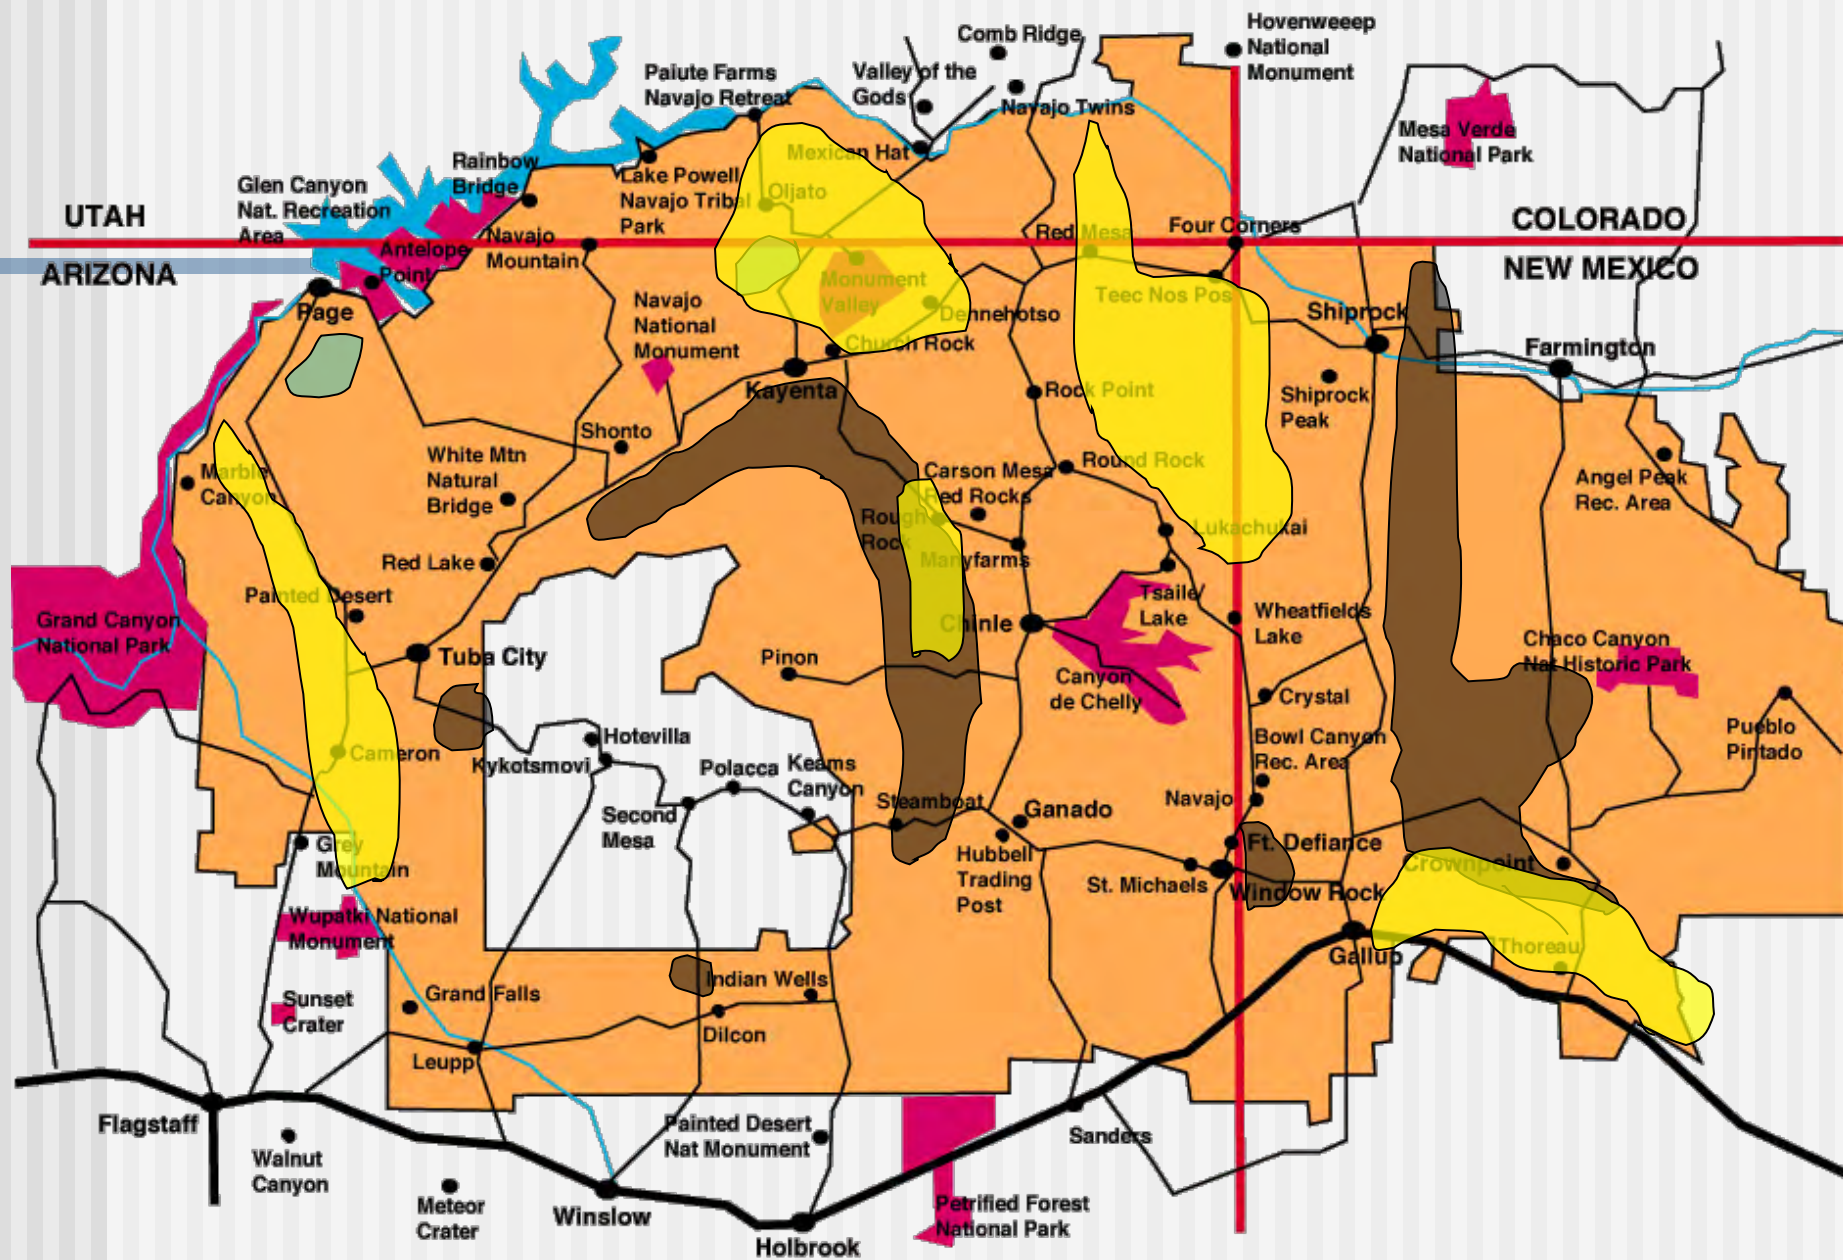 Hovenweeep
National
Monument
Comb Ridge
Paiute Farms
Navajo Retreat
Valley of the
Gods
Navajo Twins
Mesa Verde
National Park
Mexican Hat
Rainbow
Bridge
Lake Powell
Navajo Tribal
Park
Oljato
Glen Canyon
Nat. Recreation
Area
UTAH
COLORADO
Navajo
Mountain
Antelope
Point
Red Mesa
Four Corners
ARIZONA
NEW MEXICO
Monument
Valley
Teec Nos Pos
Page
Navajo
National
Monument
Dennehotso
Shiprock
Church Rock
Farmington
Kayenta
Rock Point
Shiprock
Peak
Shonto
White Mtn
Natural
Bridge
Marble
Canyon
Carson Mesa
Red Rocks
Round Rock
Angel Peak
Rec. Area
Rough
Rock
Lukachukai
Manyfarms
Red Lake
Painted Desert
Tsaile/
Lake
Wheatfields
Lake
Grand Canyon
National Park
Chinle
Chaco Canyon
Nat Historic Park
Tuba City
Pinon
Canyon
de Chelly
Crystal
Pueblo
Pintado
Bowl Canyon
Rec. Area
Cameron
Hotevilla
Kykotsmovi
Polacca
Keams
Canyon
Navajo
Steamboat
Ganado
Second
Mesa
Grey
Mountain
Hubbell
Trading
Post
Ft. Defiance
St. Michaels
Window Rock
Crownpoint
Wupatki National
Monument
Gallup
Thoreau
Indian Wells
Grand Falls
Sunset
Crater
Dilcon
Leupp
Flagstaff
Painted Desert
Nat Monument
Sanders
Walnut
Canyon
Meteor
Crater
Winslow
Petrified Forest
National Park
Holbrook